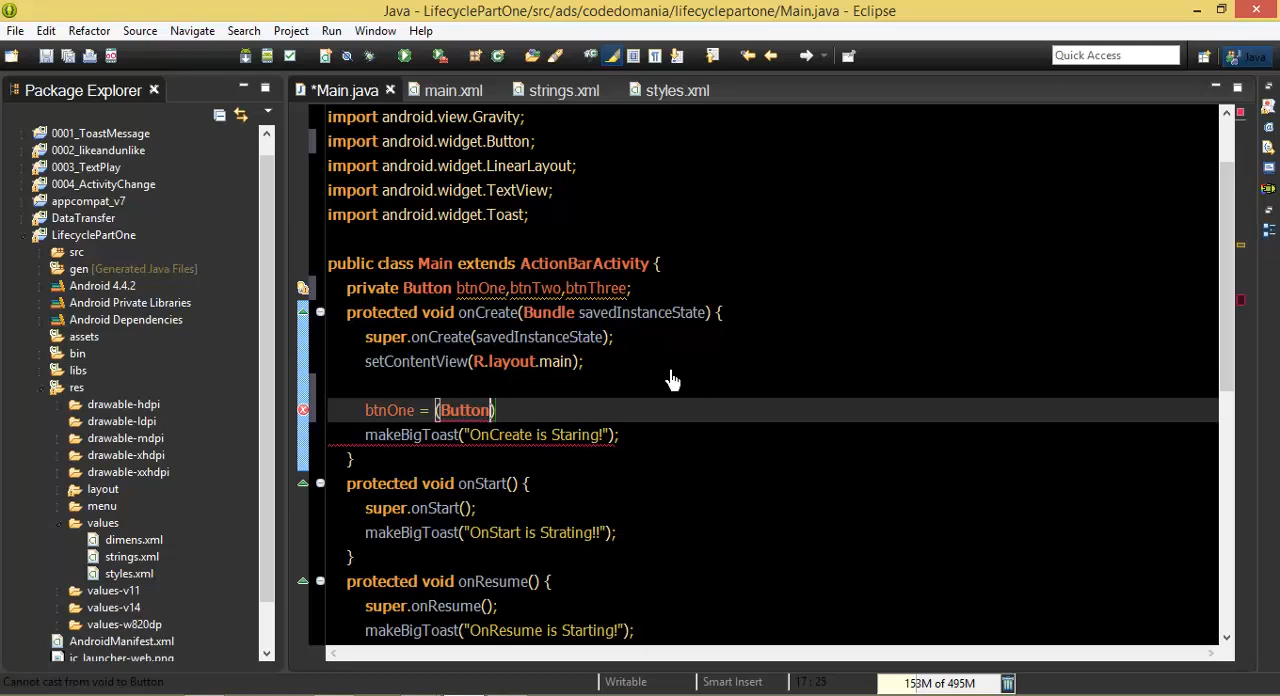 Java - LifecyclePartOne/src/ads/codedomania/lifecyclepartone/Main.java - Eclipse
File Edit Refactor Source Navigate Search Project Run Window Help
Quick Access
Java
Package Explorer
*Main.java
main.xml
strings.xml
styles.xml
0001_ToastMessage
0002_likeandunlike
0003_TextPlay
0004_ActivityChange
appcompat_v7
DataTransfer
LifecyclePartOne
src
gen [Generated Java Files]
Android 4.4.2
Android Private Libraries
Android Dependencies
assets
bin
libs
res
drawable-hdpi
drawable-ldpi
drawable-mdpi
drawable-xhdpi
drawable-xxhdpi
layout
menu
values
dimens.xml
strings.xml
styles.xml
values-v11
values-v14
values-w820dp
AndroidManifest.xml
ic_launcher-web.png
import android.view.Gravity;
import android.widget.Button;
import android.widget.LinearLayout;
import android.widget.TextView;
import android.widget.Toast;
public class Main extends ActionBarActivity {
private Button btnOne,btnTwo,btnThree;
protected void onCreate(Bundle savedInstanceState) {
super.onCreate(savedInstanceState);
setContentView(R.layout.main);
btnOne = (Button)
makeBigToast("OnCreate is Staring!");
}
protected void onStart() {
super.onStart();
makeBigToast("OnStart is Strating!!");
}
protected void onResume() {
super.onResume();
makeBigToast("OnResume is Starting!");
Cannot cast from void to Button
Writable
Smart Insert
17 : 25
153M of 495M